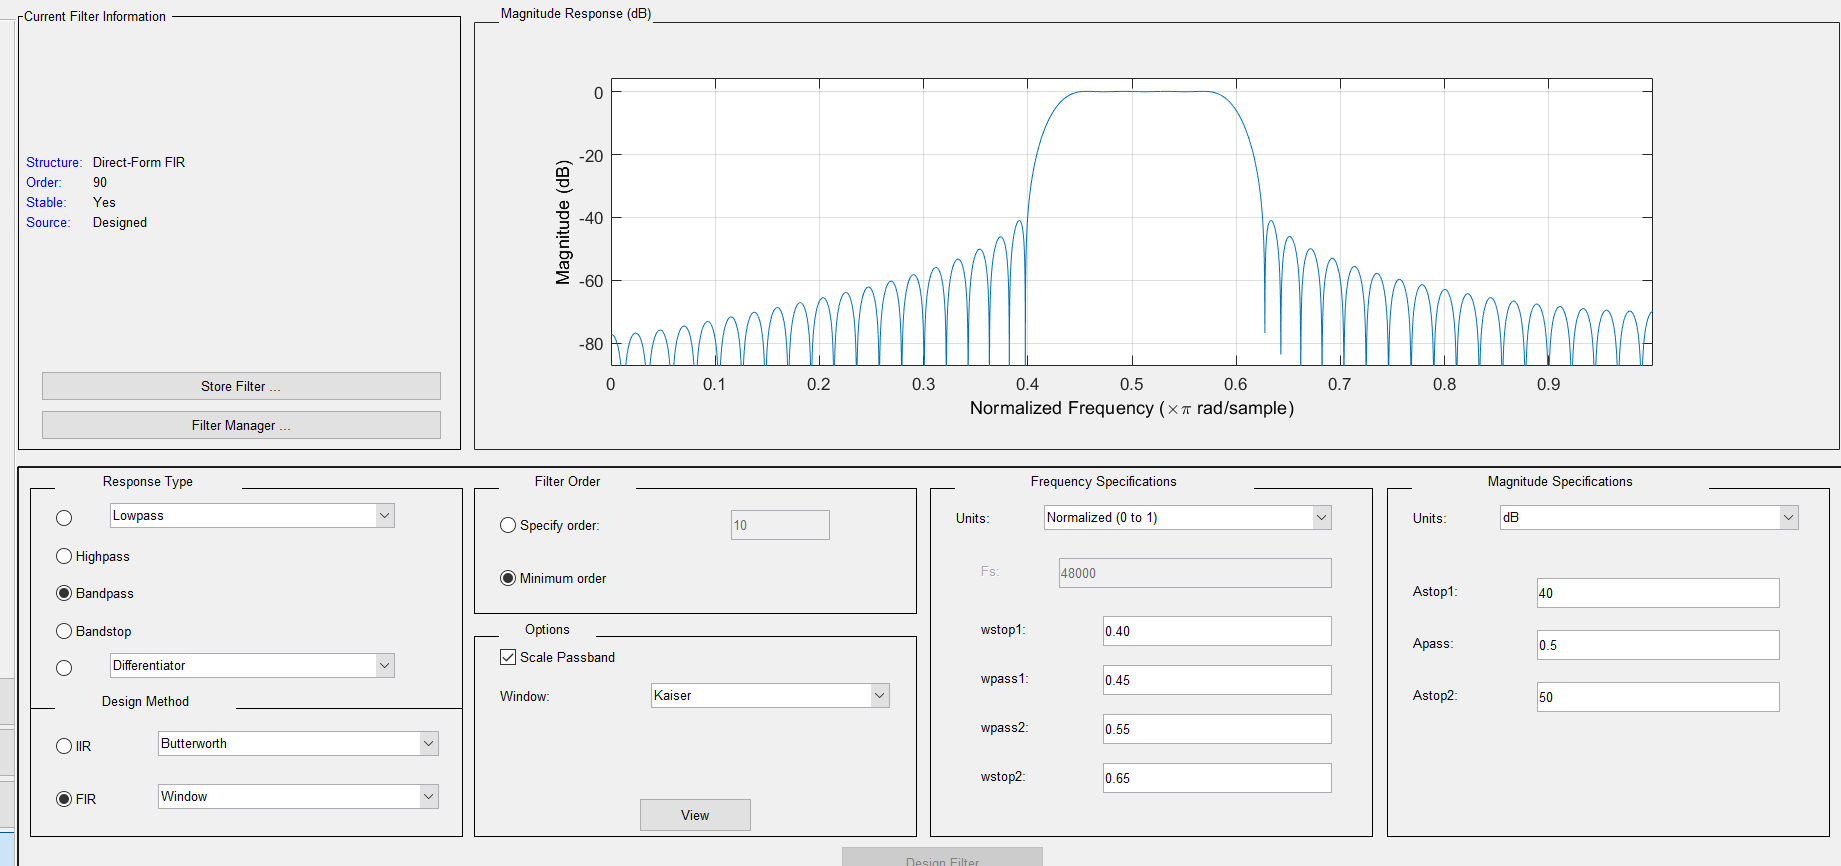 Current Filter Information
Structure: Direct-Form FIR
Order: 90
Stable: Yes
Source: Designed
Store Filter ...
Filter Manager ...
Magnitude Response (dB)
Magnitude (dB)
0
-20
-40
-60
-80
0 0.1 0.2 0.3 0.4 0.5 0.6 0.7 0.8 0.9
Normalized Frequency (×π rad/sample)
Response Type
Lowpass
Highpass
Bandpass
Bandstop
Differentiator
Design Method
IIR Butterworth
FIR Window
Filter Order
Specify order: 10
Minimum order
Options
Scale Passband
Window: Kaiser
View
Frequency Specifications
Units: Normalized (0 to 1)
Fs: 48000
wstop1: 0.40
wpass1: 0.45
wpass2: 0.55
wstop2: 0.65
Magnitude Specifications
Units: dB
Astop1: 40
Apass: 0.5
Astop2: 50
Design Filter